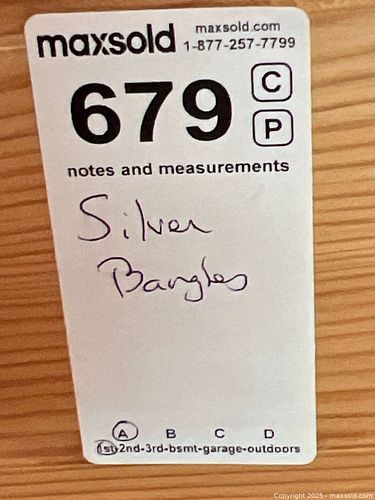 maxsold maxsold.com
1-877-257-7799
679 C
P
notes and measurements
Silver
Bangles
A B C D
1st-2nd-3rd-bsmt-garage-outdoors
Copyright 2025 - maxsold.com